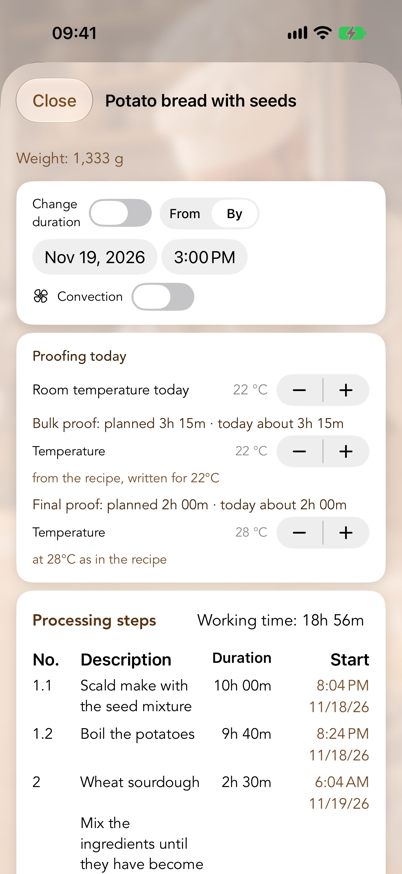 09:41
Close Potato bread with seeds
Weight: 1,333 g
Change
duration
From By
Nov 19, 2026 3:00 PM
Convection
Proofing today
Room temperature today 22 °C − +
Bulk proof: planned 3h 15m · today about 3h 15m
Temperature 22 °C − +
from the recipe, written for 22°C
Final proof: planned 2h 00m · today about 2h 00m
Temperature 28 °C − +
at 28°C as in the recipe
Processing steps Working time: 18h 56m
No. Description Duration Start
1.1 Scald make with 10h 00m 8:04 PM
the seed mixture 11/18/26
1.2 Boil the potatoes 9h 40m 8:24 PM
11/18/26
2 Wheat sourdough 2h 30m 6:04 AM
11/19/26
Mix the
ingredients until
they have become